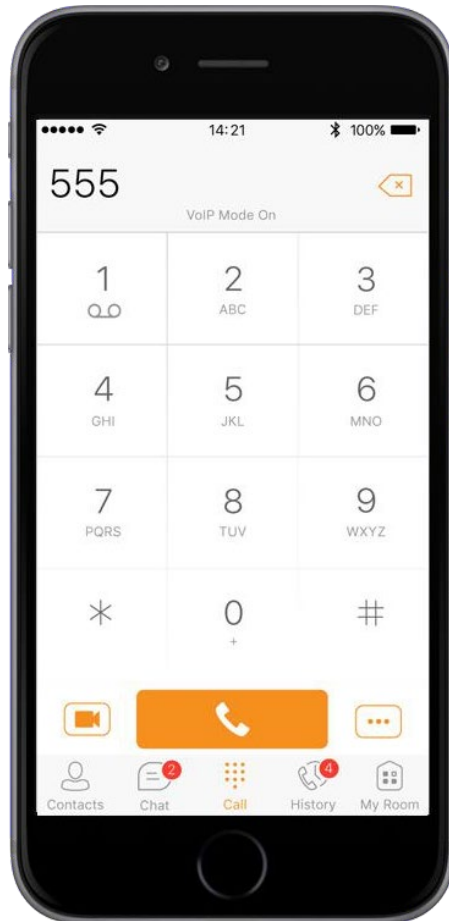 14:21 100%
555
VoIP Mode On
1 2 3
ABC DEF
4 5 6
GHI JKL MNO
7 8 9
PQRS TUV WXYZ
* 0 #
+
2 4
Contacts Chat Call History My Room